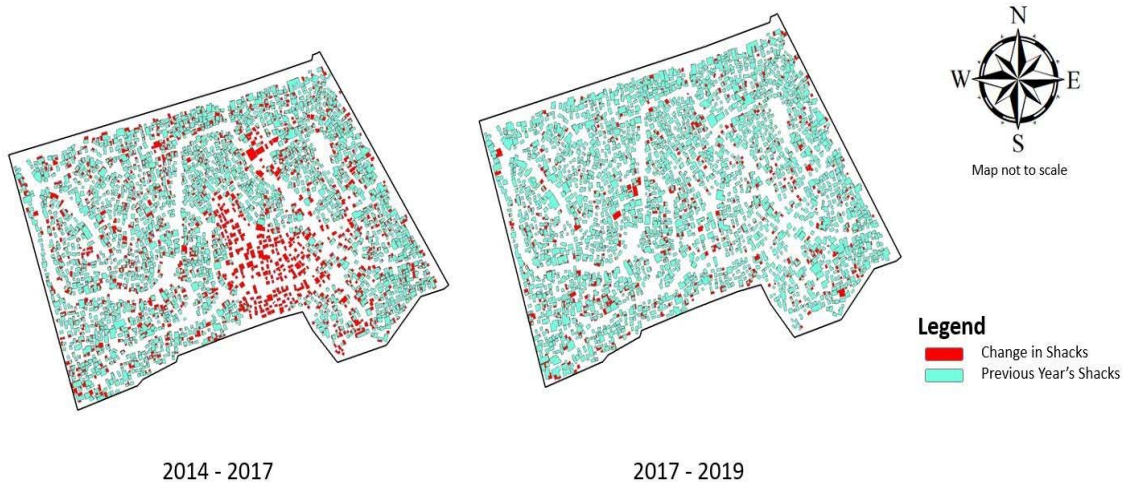 N
W E
S
Map not to scale
Legend
Change in Shacks
Previous Year's Shacks
2014 - 2017
2017 - 2019